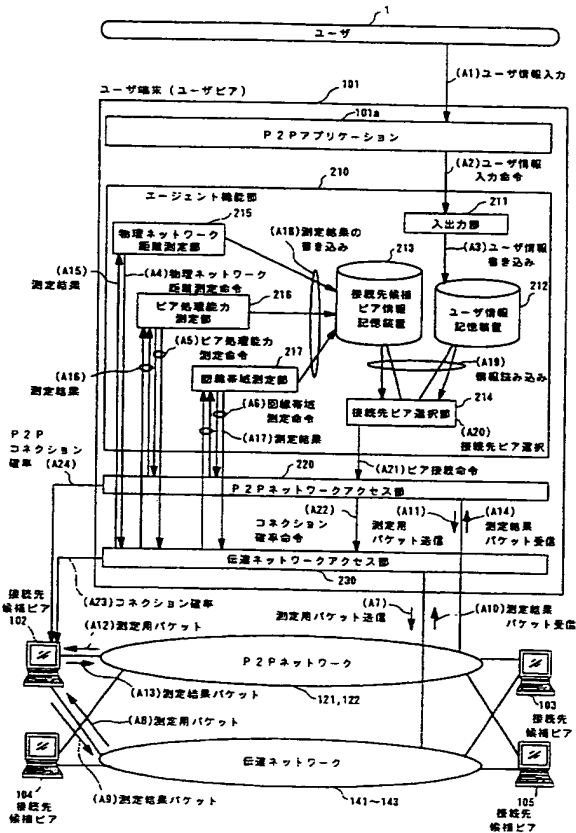 1
ユーザ
(A1)ユーザ情報入力
ユーザ端末(ユーザピア)
101
101a
P2Pアプリケーション
(A2)ユーザ情報
入力命令
210
エージェント機能部
211
入出力部
215
物理ネットワーク
距離測定部
(A18)測定結果の
書き込み
213
(A3)ユーザ情報
書き込み
212
接続先候補
ピア情報
記憶装置
ユーザ情報
記憶装置
(A15)
測定結果
(A4)物理ネットワーク
距離測定命令
216
ピア処理能力
測定部
(A5)ピア処理能力
測定命令
217
(A16)
測定結果
回線帯域測定部
(A19)
情報読み込み
(A6)回線帯域
測定命令
(A17)測定結果
214
接続先ピア選択部
(A20)
接続先ピア選択
P2P
コネクション
確率 (A24)
(A21)ピア接続命令
220
P2Pネットワークアクセス部
(A22)
コネクション
確率命令
(A11)
測定用
パケット送信
(A14)
測定結果
パケット受信
伝達ネットワークアクセス部
230
(A23)コネクション確率
接続先
候補ピア
102
(A7)
測定用パケット送信
(A10)測定結果
パケット受信
(A12)測定用パケット
P2Pネットワーク
(A13)測定結果パケット
121,122
103
接続先
候補ピア
(A8)測定用パケット
伝達ネットワーク
104
接続先
候補ピア
(A9)測定結果パケット
141~143
105
接続先
候補ピア